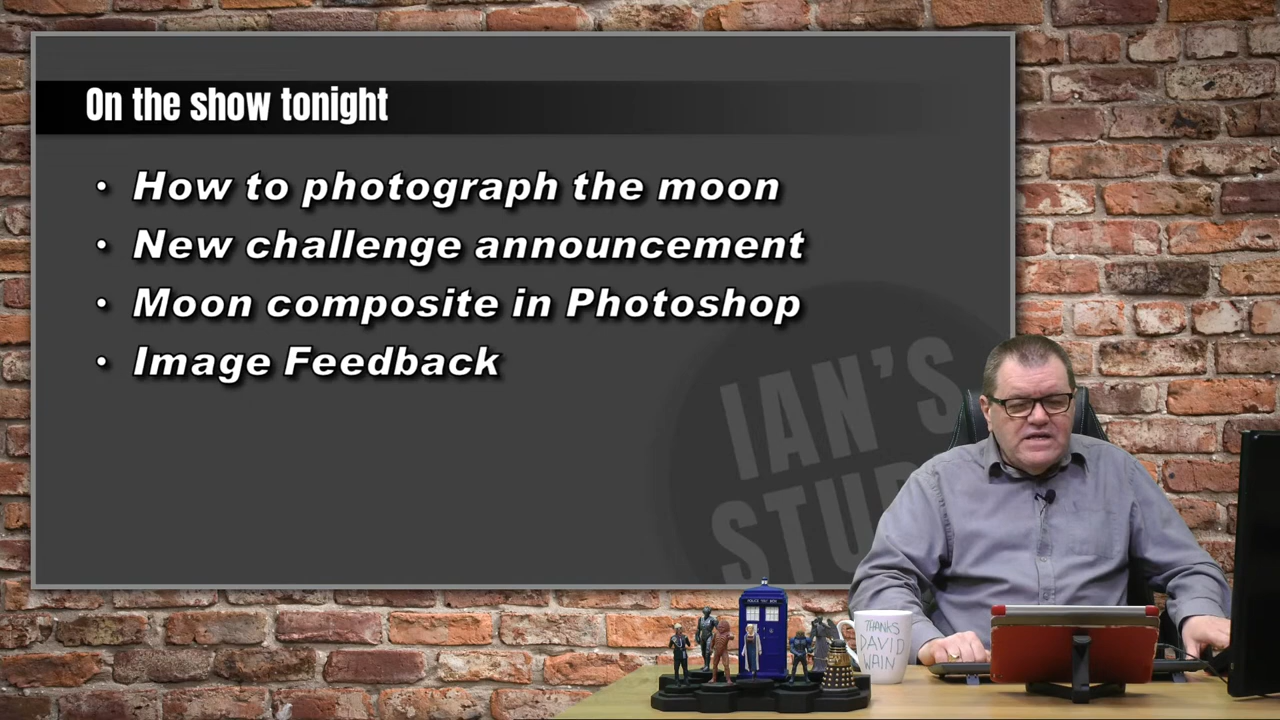 On the show tonight
• How to photograph the moon
• New challenge announcement
• Moon composite in Photoshop
• Image Feedback
IAN'S
THANKS
DAVID
WAIN